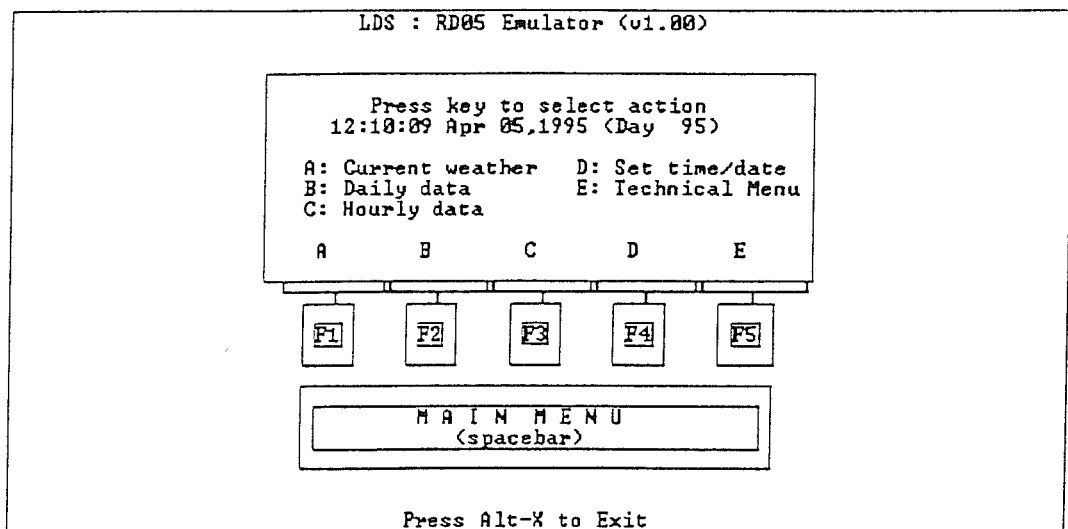 LDS : RD05 Emulator (v1.00)
Press key to select action
12:10:09 Apr 05,1995 (Day  95)
A: Current weather   D: Set time/date
B: Daily data        E: Technical Menu
C: Hourly data
A B C D E
F1 F2 F3 F4 F5
M A I N  M E N U
(spacebar)
Press Alt-X to Exit